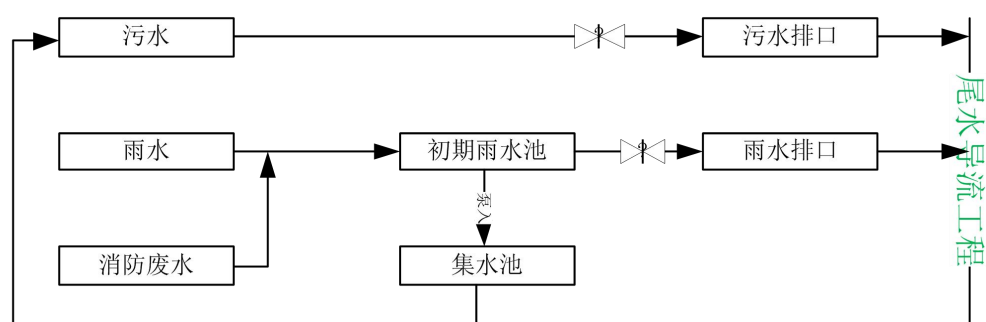 污水
污水排口
雨水
初期雨水池
雨水排口
泵入
消防废水
集水池
尾水导流工程